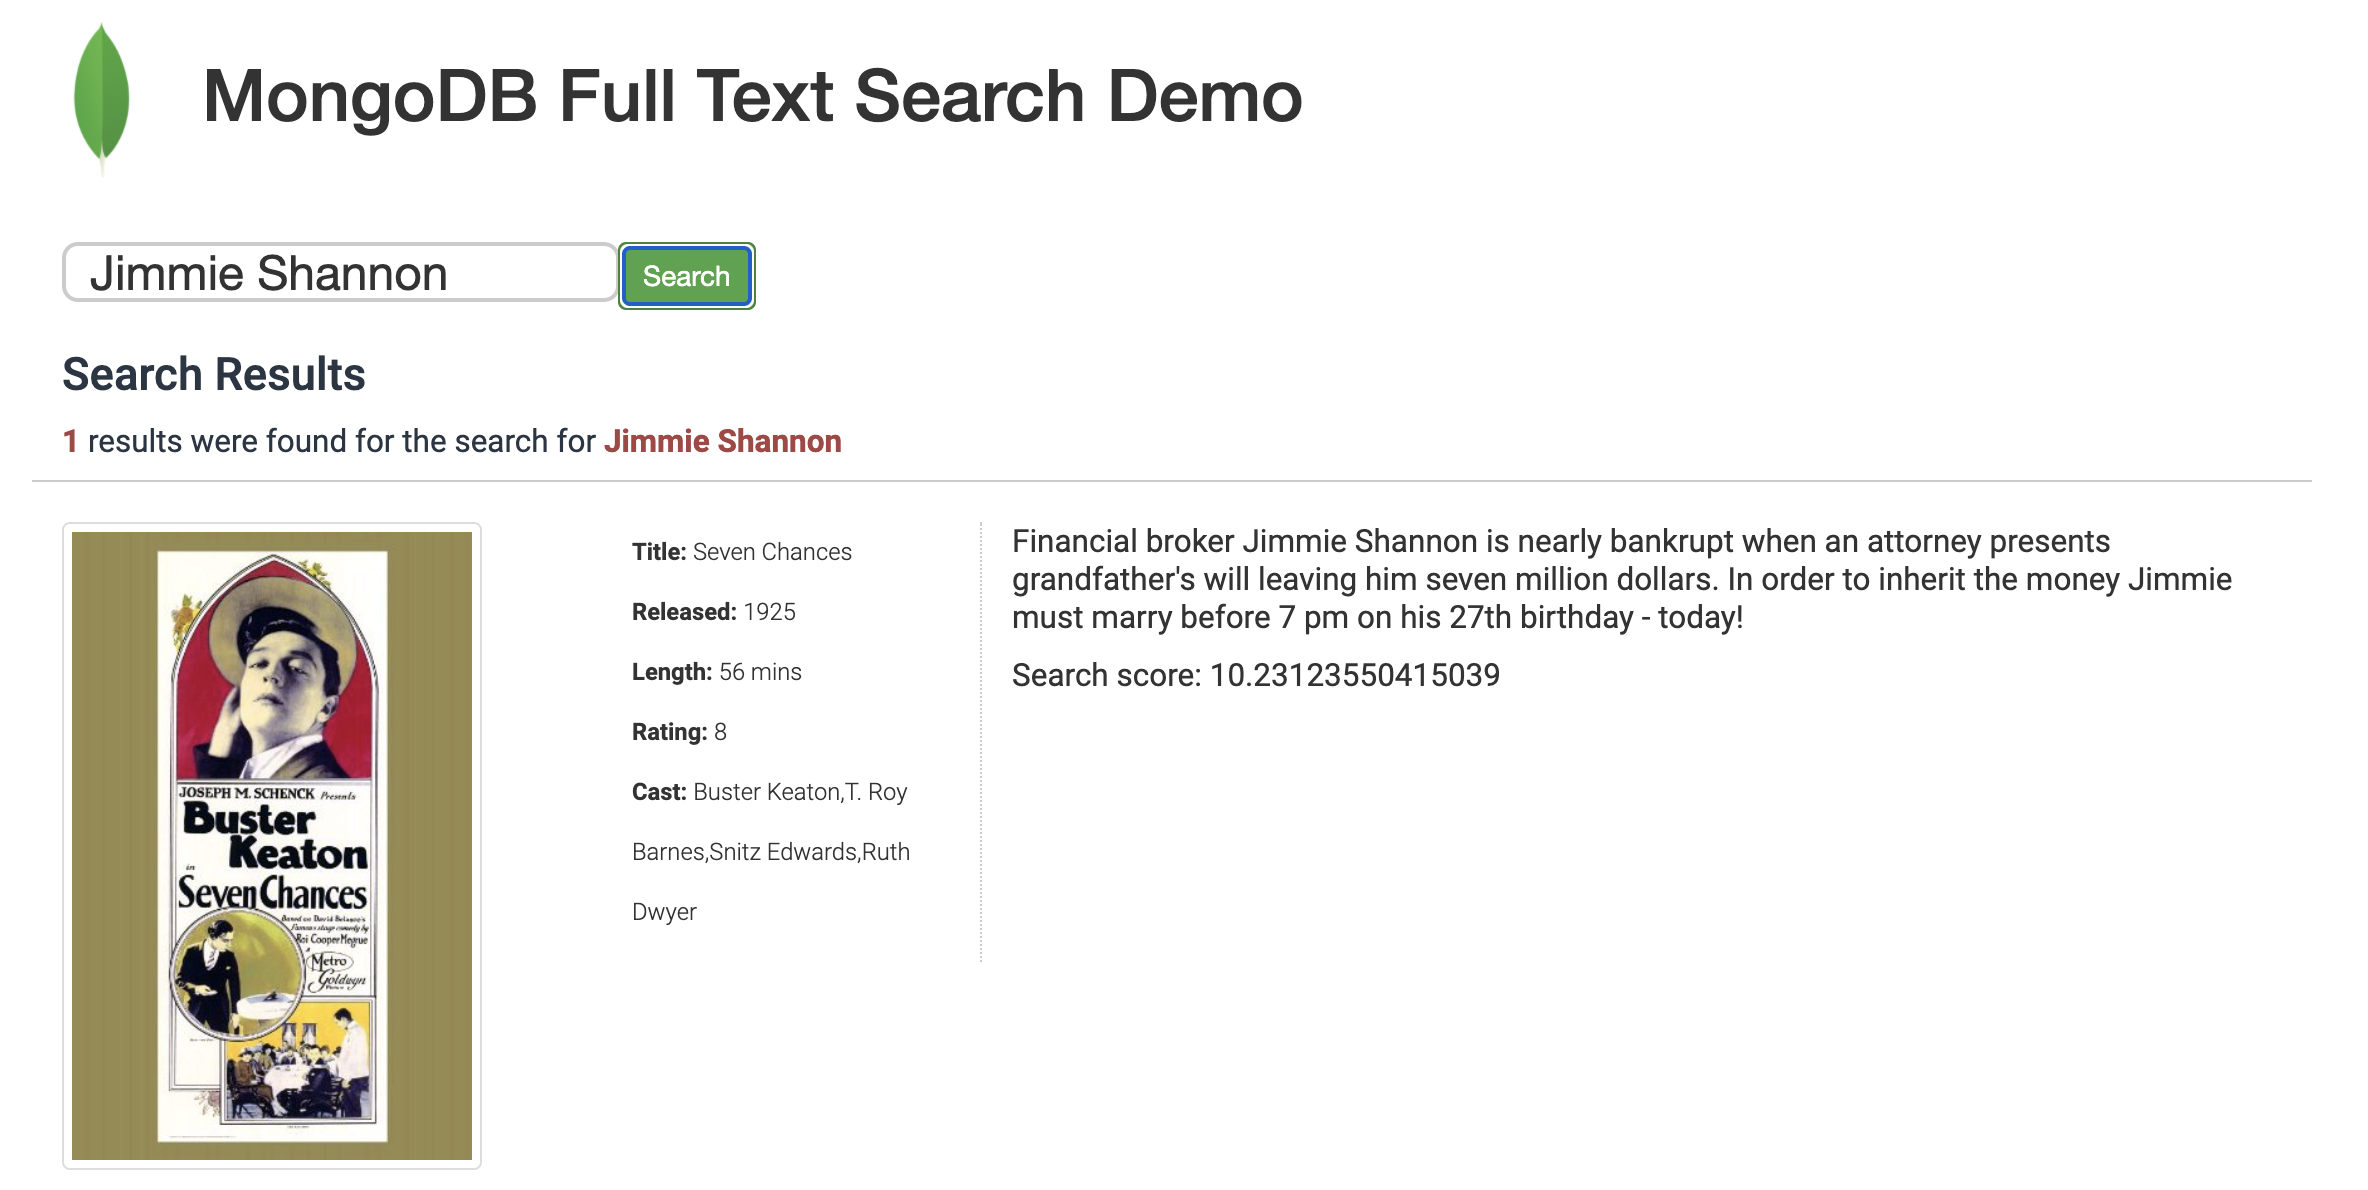 MongoDB Full Text Search Demo
Jimmie Shannon
Search
Search Results
1 results were found for the search for Jimmie Shannon
Title: Seven Chances
Released: 1925
Length: 56 mins
Rating: 8
Cast: Buster Keaton,T. Roy
Barnes,Snitz Edwards,Ruth
Dwyer
Financial broker Jimmie Shannon is nearly bankrupt when an attorney presents
grandfather's will leaving him seven million dollars. In order to inherit the money Jimmie
must marry before 7 pm on his 27th birthday - today!
Search score: 10.23123550415039
JOSEPH M. SCHENCK Presents
Buster
Keaton
in
Seven Chances
Based on David Belasco's
Famous stage comedy by
Roi Cooper Megrue
A
Metro
Goldwyn